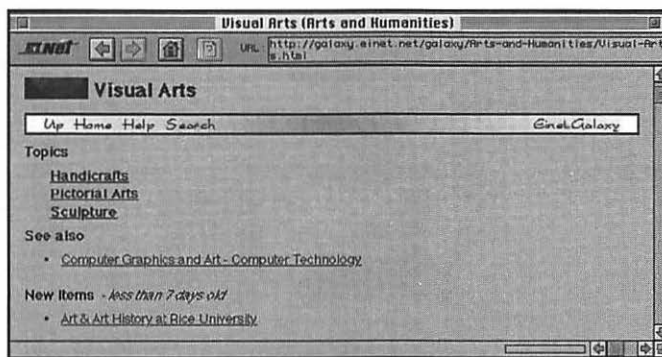 Visual Arts (Arts and Humanities)
EINet
URL: http://galaxy.einet.net/galaxy/Arts-and-Humanities/Visual-Art
s.html
Visual Arts
Up Home Help Search EinetGalaxy
Topics
Handicrafts
Pictorial Arts
Sculpture
See also
• Computer Graphics and Art - Computer Technology
New Items - less than 7 days old
• Art & Art History at Rice University